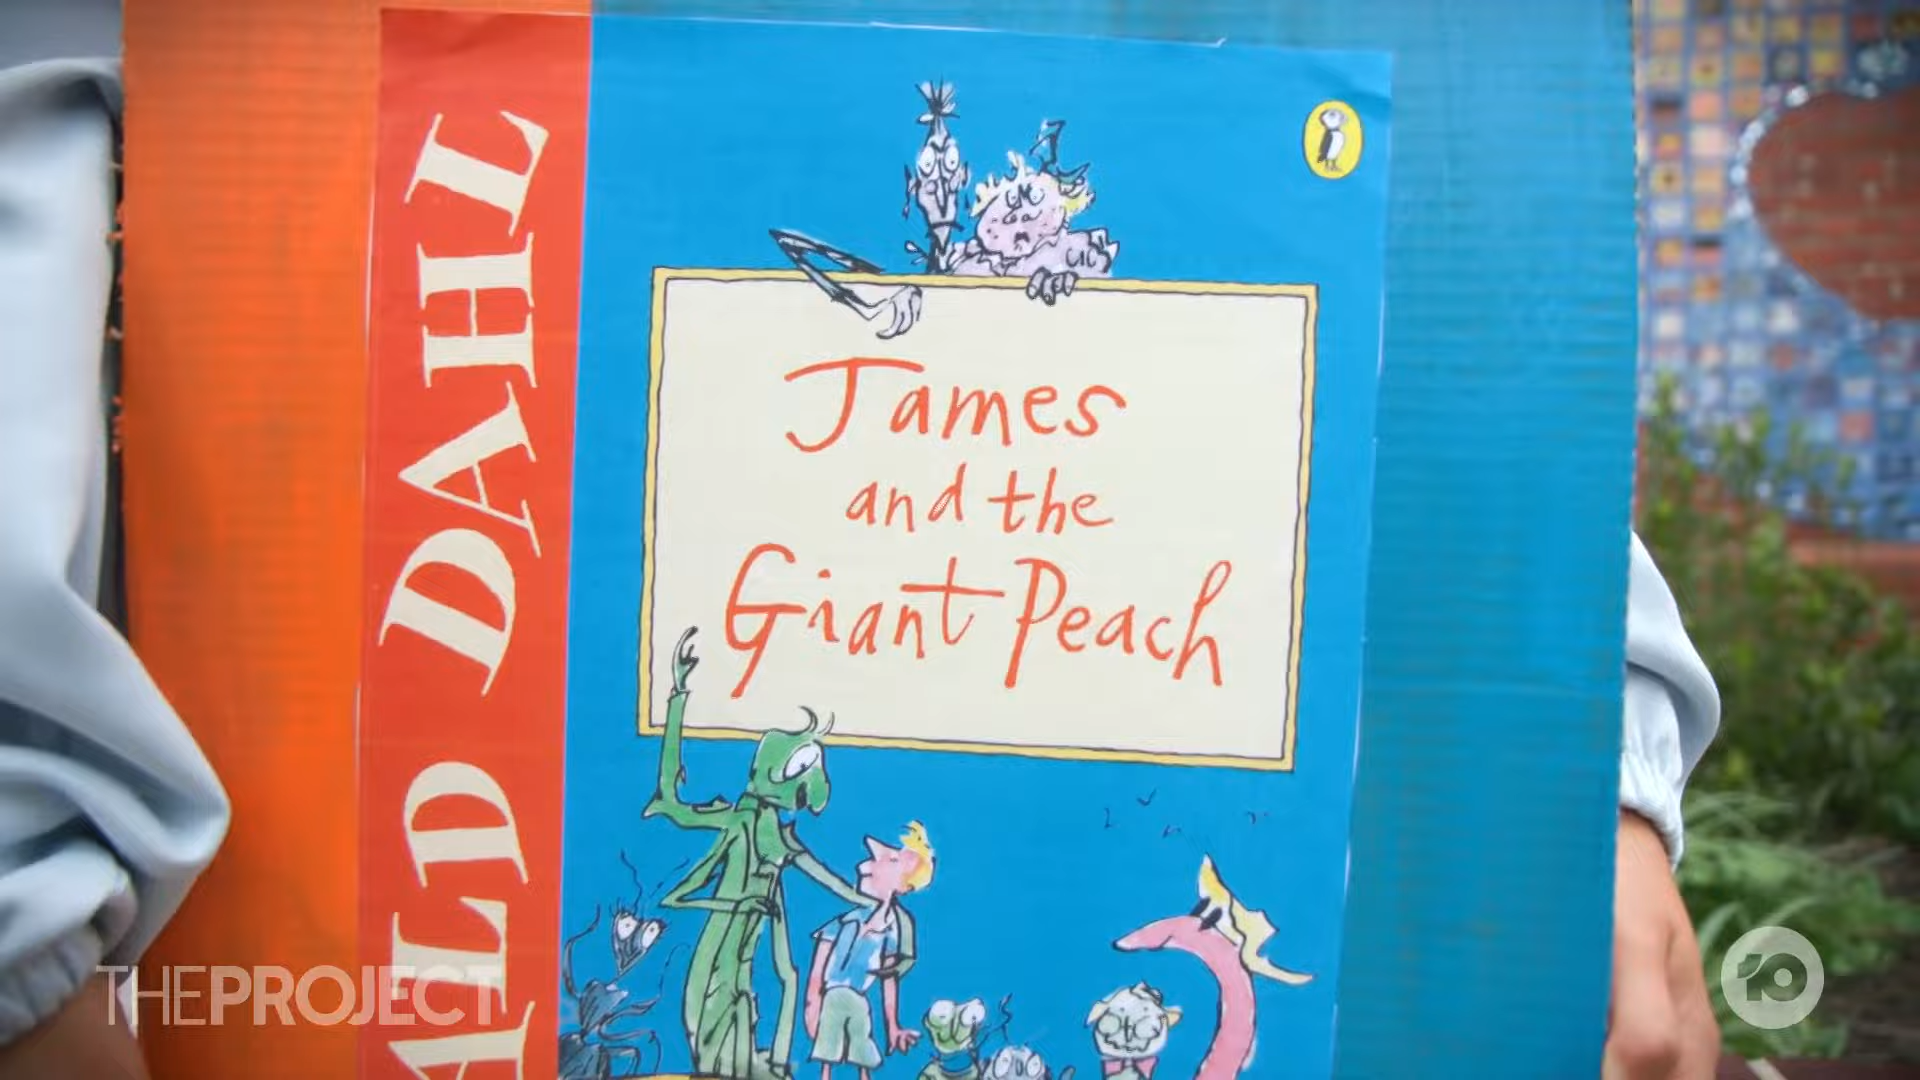 ALD DAHL
James
and the
Giant Peach
THEPROJECT
10